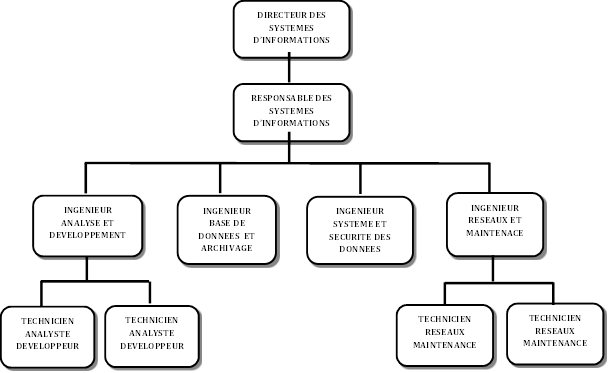 DIRECTEUR DES
SYSTEMES
D'INFORMATIONS
RESPONSABLE DES
SYSTEMES
D'INFORMATIONS
INGENIEUR
ANALYSE ET
DEVELOPPEMENT
INGENIEUR
BASE DE
DONNEES ET
ARCHIVAGE
INGENIEUR
SYSTEME ET
SECURITE DES
DONNEES
INGENIEUR
RESEAUX ET
MAINTENACE
TECHNICIEN
ANALYSTE
DEVELOPPEUR
TECHNICIEN
ANALYSTE
DEVELOPPEUR
TECHNICIEN
RESEAUX
MAINTENANCE
TECHNICIEN
RESEAUX
MAINTENANCE